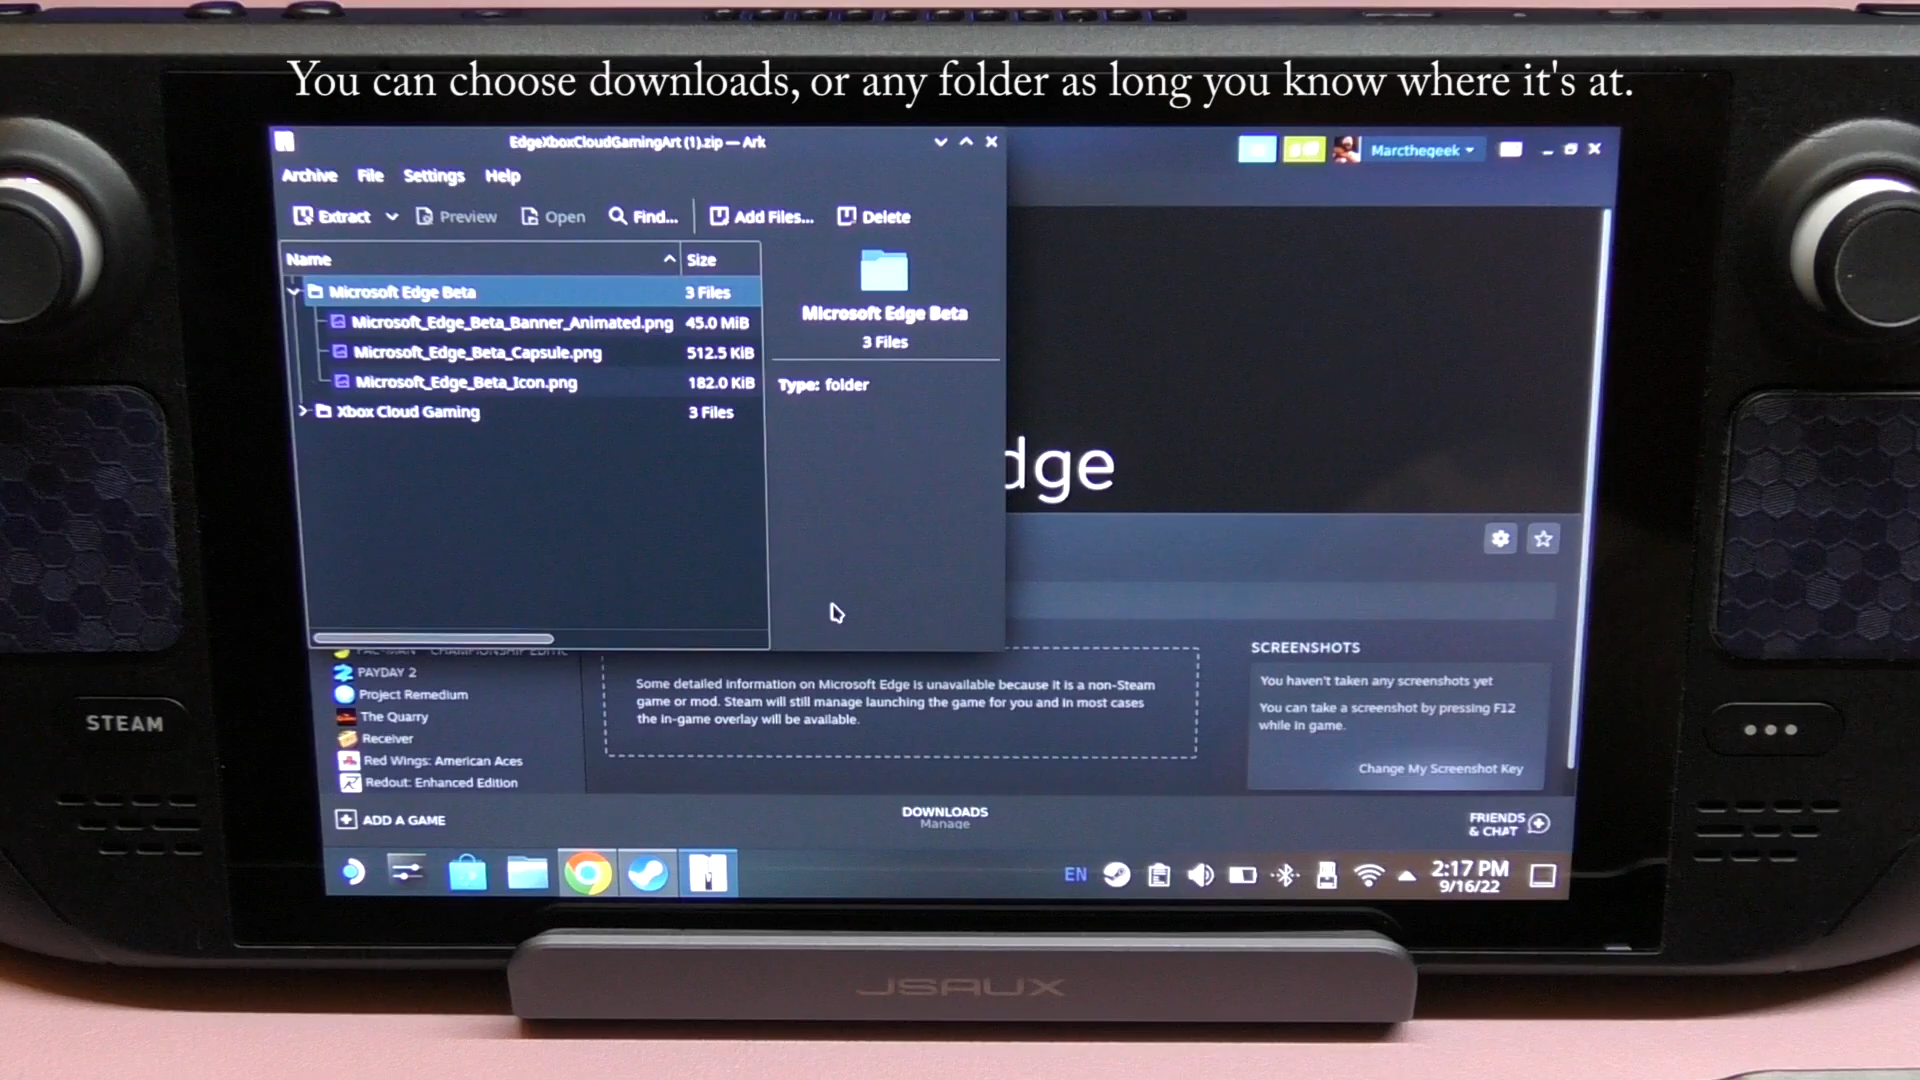 You can choose downloads, or any folder as long you know where it's at.
EdgeXboxCloudGamingArt (1).zip — Ark
Archive File Settings Help
Extract Preview Open Find... Add Files... Delete
Name Size
Microsoft Edge Beta 3 Files
Microsoft_Edge_Beta_Banner_Animated.png 45.0 MiB
Microsoft_Edge_Beta_Capsule.png 512.5 KiB
Microsoft_Edge_Beta_Icon.png 182.0 KiB
Xbox Cloud Gaming 3 Files
Microsoft Edge Beta
3 Files
Type: folder
Marcthegeek
dge
PAC-MAN CHAMPIONSHIP EDITIC
PAYDAY 2
Project Remedium
The Quarry
Receiver
Red Wings: American Aces
Redout: Enhanced Edition
Some detailed information on Microsoft Edge is unavailable because it is a non-Steam
game or mod. Steam will still manage launching the game for you and in most cases
the in-game overlay will be available.
SCREENSHOTS
You haven't taken any screenshots yet
You can take a screenshot by pressing F12
while in game.
Change My Screenshot Key
ADD A GAME
DOWNLOADS
Manage
FRIENDS
& CHAT
EN
2:17 PM
9/16/22
STEAM
JSAUX